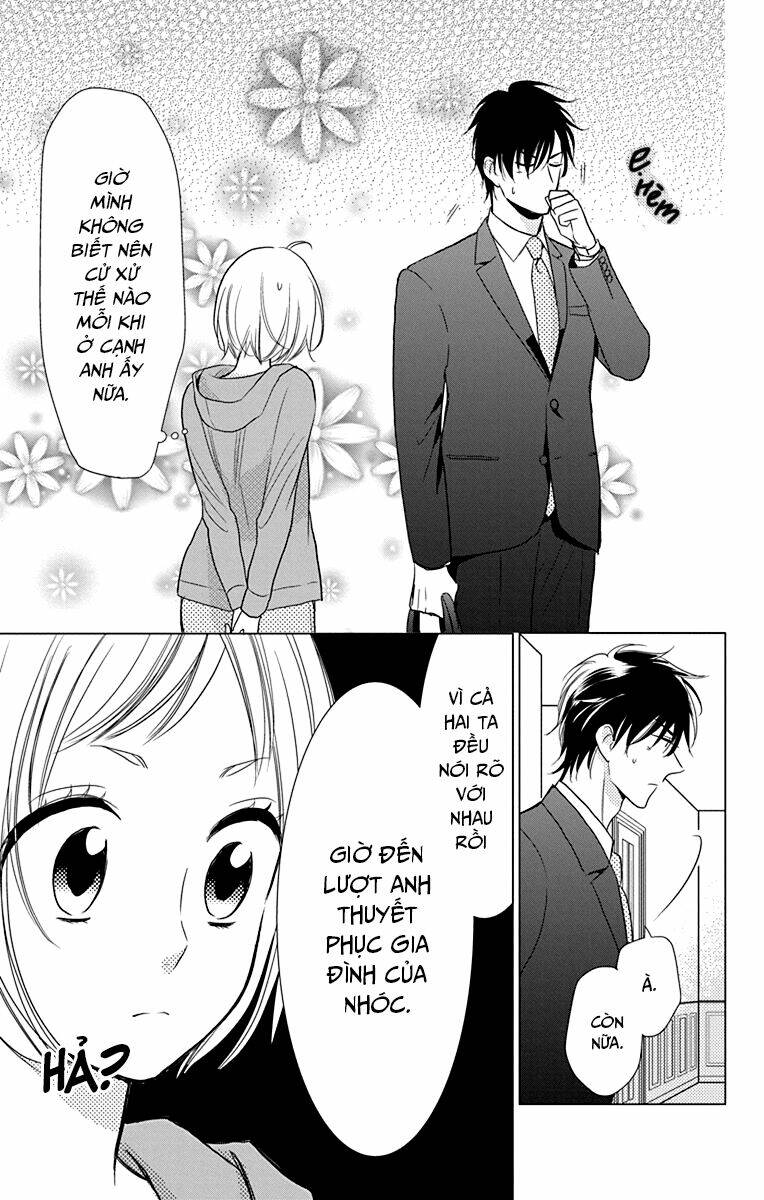 GIỜ
MÌNH
KHÔNG
BIẾT NÊN
CỬ XỬ
THẾ NÀO
MỖI KHI
Ở CẠNH
ANH ẤY
NỮA.
E.
HÈM
À.
CÒN
NỮA.
VÌ CẢ
HAI TA
ĐỀU
NÓI RÕ
VỚI
NHAU
RỒI
GIỜ ĐẾN
LƯỢT ANH
THUYẾT
PHỤC GIA
ĐÌNH CỦA
NHÓC.
HẢ?